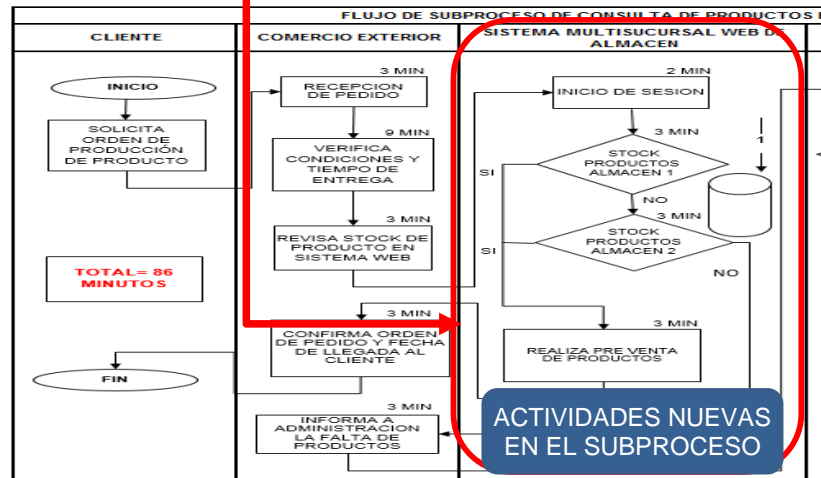 FLUJO DE SUBPROCESO DE CONSULTA DE PRODUCTOS
CLIENTE
COMERCIO EXTERIOR
SISTEMA MULTISUCURSAL WEB DE
ALMACEN
INICIO
SOLICITA
ORDEN DE
PRODUCCIÓN
DE PRODUCTO
TOTAL= 86
MINUTOS
FIN
3 MIN
RECEPCION
DE PEDIDO
9 MIN
VERIFICA
CONDICIONES Y
TIEMPO DE
ENTREGA
3 MIN
REVISA STOCK DE
PRODUCTO EN
SISTEMA WEB
3 MIN
CONFIRMA ORDEN
DE PEDIDO Y FECHA
DE LLEGADA AL
CLIENTE
3 MIN
INFORMA A
ADMINISTRACION
LA FALTA DE
PRODUCTOS
2 MIN
INICIO DE SESION
3 MIN
STOCK
PRODUCTOS
ALMACEN 1
SI
NO
3 MIN
STOCK
PRODUCTOS
ALMACEN 2
SI
NO
1
3 MIN
REALIZA PRE VENTA
DE PRODUCTOS
ACTIVIDADES NUEVAS
EN EL SUBPROCESO